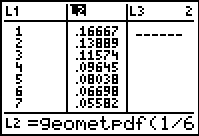 L1 L2 L3 2
1 .16667 ------
2 .13889
3 .11574
4 .09645
5 .08038
6 .06698
7 .05582
L2 =geometpdf(1/6